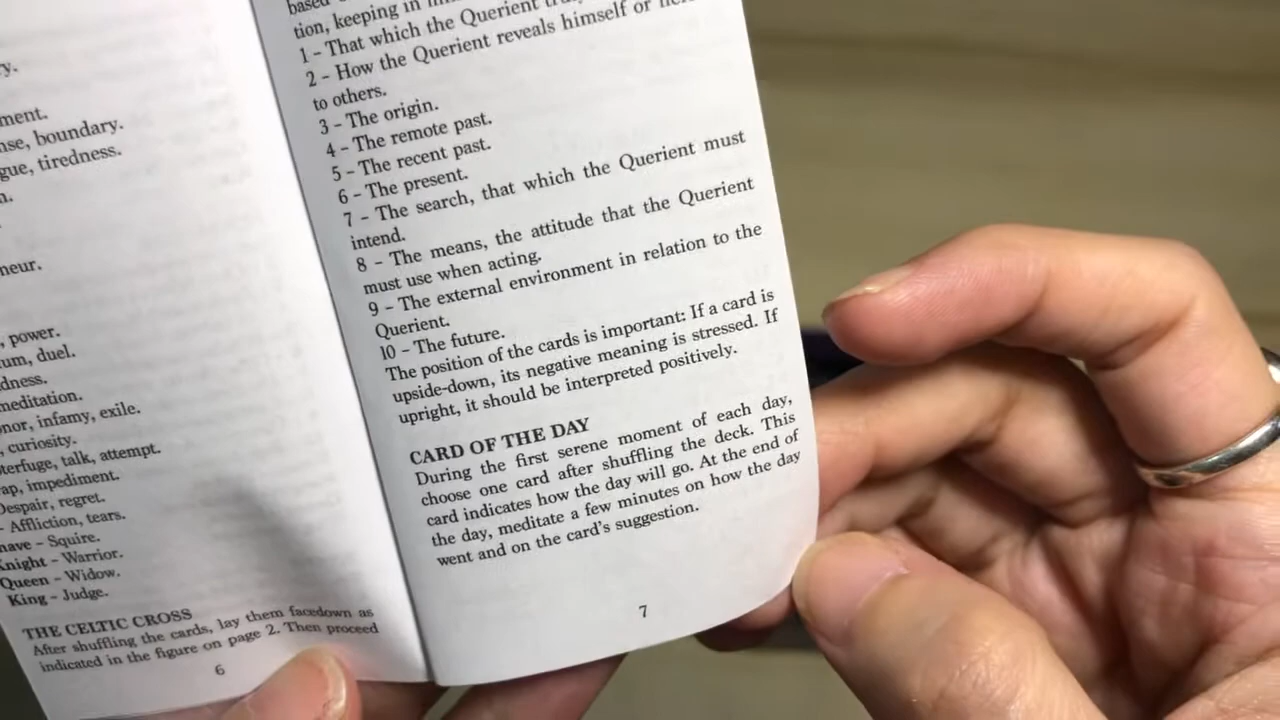 y.
ment.
nse, boundary.
gue, tiredness.
n.
neur.
, power.
um, duel.
dness.
meditation.
nor, infamy, exile.
, curiosity.
terfuge, talk, attempt.
ap, impediment.
Despair, regret.
- Affliction, tears.
nave – Squire.
Knight – Warrior.
Queen – Widow.
King – Judge.
THE CELTIC CROSS
After shuffling the cards, lay them facedown as
indicated in the figure on page 2. Then proceed
6
based
tion, keeping in
1 – That which the Querient
2 – How the Querient reveals himself or
to others.
3 – The origin.
4 – The remote past.
5 – The recent past.
6 – The present.
7 – The search, that which the Querient must
intend.
8 – The means, the attitude that the Querient
must use when acting.
9 – The external environment in relation to the
Querient.
10 – The future.
The position of the cards is important: If a card is
upside-down, its negative meaning is stressed. If
upright, it should be interpreted positively.
CARD OF THE DAY
During the first serene moment of each day,
choose one card after shuffling the deck. This
card indicates how the day will go. At the end of
the day, meditate a few minutes on how the day
went and on the card's suggestion.
7